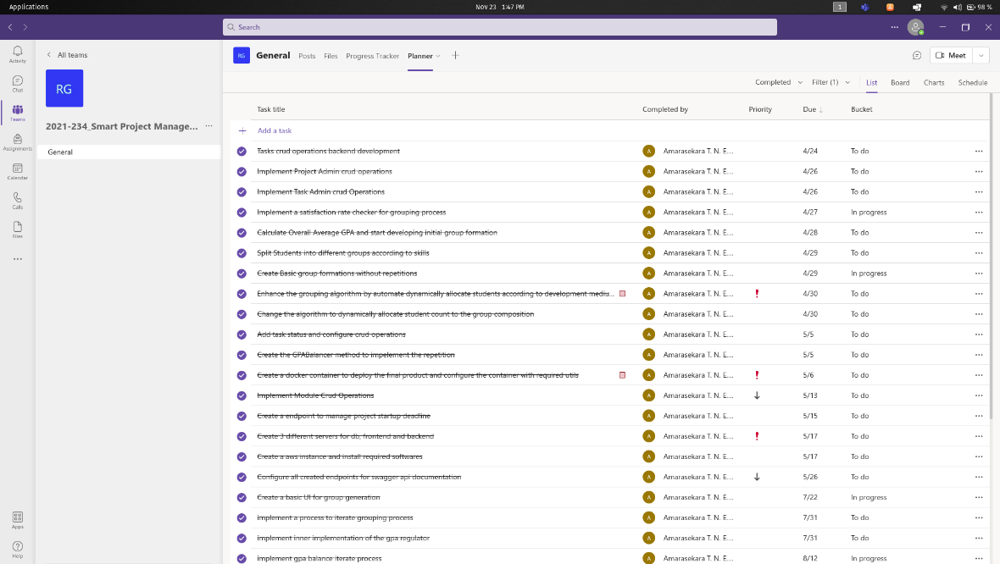 Applications
Nov 23 1:47 PM
1
98 %
Search
Activity
Chat
Teams
Assignments
Calendar
Calls
Files
Apps
Help
All teams
RG
2021-234_Smart Project Manage...
General
RG General Posts Files Progress Tracker Planner
Meet
Completed Filter (1) List Board Charts Schedule
Task title Completed by Priority Due Bucket
Add a task
Tasks crud operations backend development A Amarasekara T. N. E.... 4/24 To do
Implement Project Admin crud operations A Amarasekara T. N. E.... 4/26 To do
Implement Task Admin crud Operations A Amarasekara T. N. E.... 4/26 To do
Implement a satisfaction rate checker for grouping process A Amarasekara T. N. E.... 4/27 In progress
Calculate Overall Average GPA and start developing initial group formation A Amarasekara T. N. E.... 4/28 To do
Split Students into different groups according to skills A Amarasekara T. N. E.... 4/29 To do
Create Basic group formations without repetitions A Amarasekara T. N. E.... 4/29 In progress
Enhance the grouping algorithm by automate dynamically allocate students according to development mediu... A Amarasekara T. N. E.... 4/30 To do
Change the algorithm to dynamically allocate student count to the group composition A Amarasekara T. N. E.... 4/30 To do
Add task status and configure crud operations A Amarasekara T. N. E.... 5/5 To do
Create the GPABalancer method to impelement the repetition A Amarasekara T. N. E.... 5/5 To do
Create a docker container to deploy the final product and configure the container with required utils A Amarasekara T. N. E.... 5/6 To do
Implement Module Crud Operations A Amarasekara T. N. E.... 5/13 To do
Create a endpoint to manage project startup deadline A Amarasekara T. N. E.... 5/15 To do
Create 3 different servers for db, frontend and backend A Amarasekara T. N. E.... 5/17 To do
Create a aws instance and install required softwares A Amarasekara T. N. E.... 5/17 To do
Configure all created endpoints for swagger api documentation A Amarasekara T. N. E.... 5/26 To do
Create a basic UI for group generation A Amarasekara T. N. E.... 7/22 In progress
implement a process to iterate grouping process A Amarasekara T. N. E.... 7/31 To do
implement inner implementation of the gpa regulator A Amarasekara T. N. E.... 7/31 To do
implement gpa balance iterate process A Amarasekara T. N. E.... 8/12 In progress